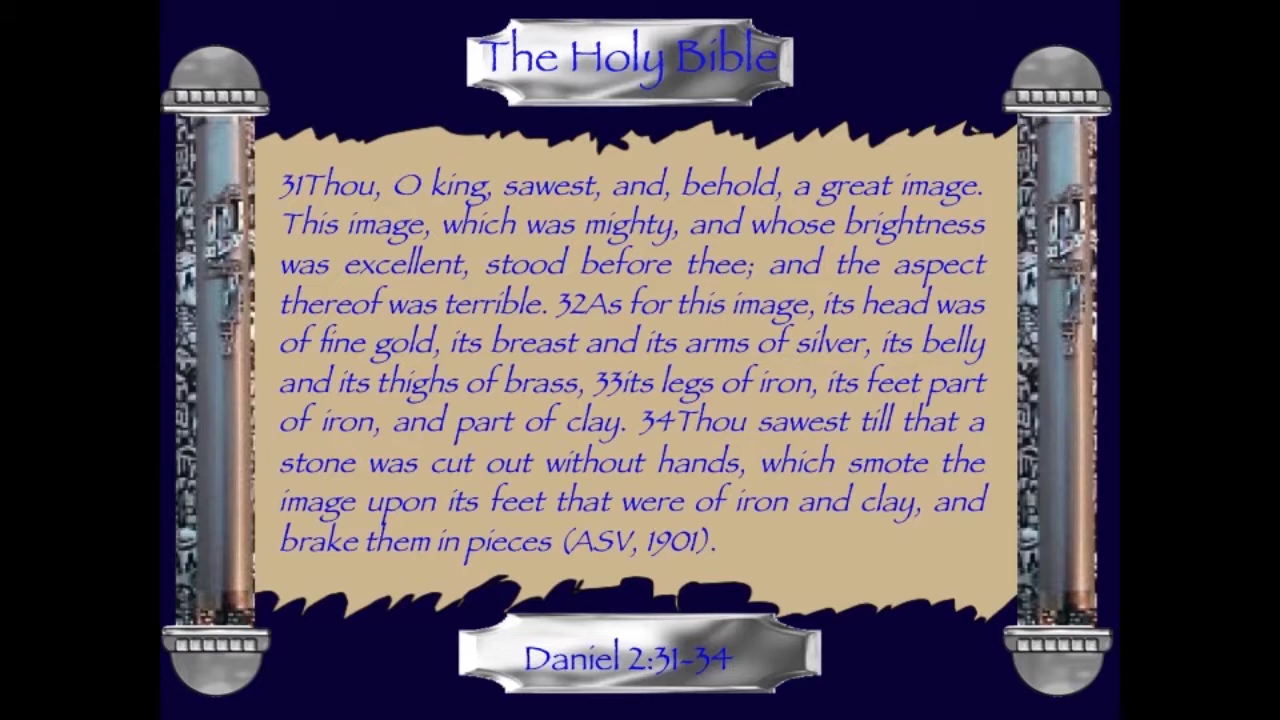 The Holy Bible
31Thou, O king, sawest, and, behold, a great image.
This image, which was mighty, and whose brightness
was excellent, stood before thee; and the aspect
thereof was terrible. 32As for this image, its head was
of fine gold, its breast and its arms of silver, its belly
and its thighs of brass, 33its legs of iron, its feet part
of iron, and part of clay. 34Thou sawest till that a
stone was cut out without hands, which smote the
image upon its feet that were of iron and clay, and
brake them in pieces (ASV, 1901).
Daniel 2:31-34